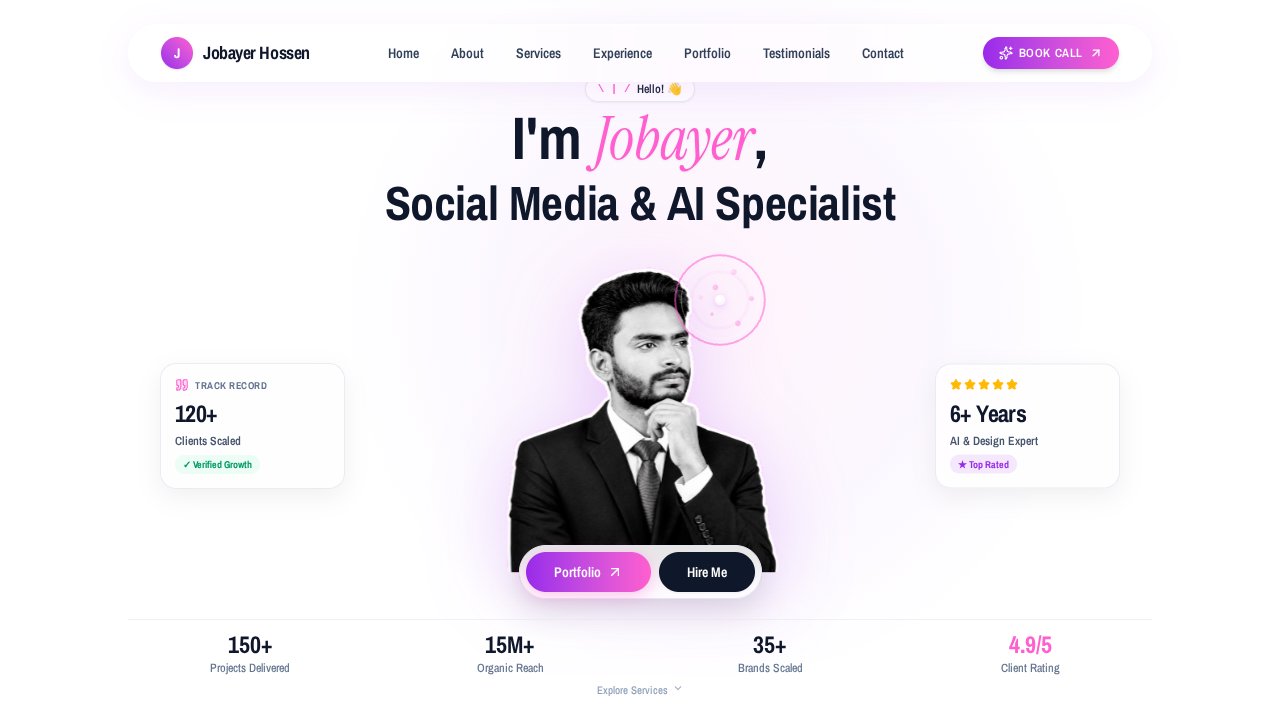 J Jobayer Hossen Home About Services Experience Portfolio Testimonials Contact BOOK CALL
\ | / Hello! 👋
I'm Jobayer,
Social Media & AI Specialist
TRACK RECORD
120+
Clients Scaled
✓ Verified Growth
6+ Years
AI & Design Expert
★ Top Rated
Portfolio Hire Me
150+ 15M+ 35+ 4.9/5
Projects Delivered Organic Reach Brands Scaled Client Rating
Explore Services